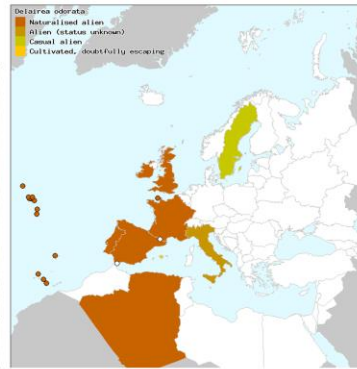 Delairea odorata
Naturalised alien
Alien (status unknown)
Casual alien
Cultivated, doubtfully escaping